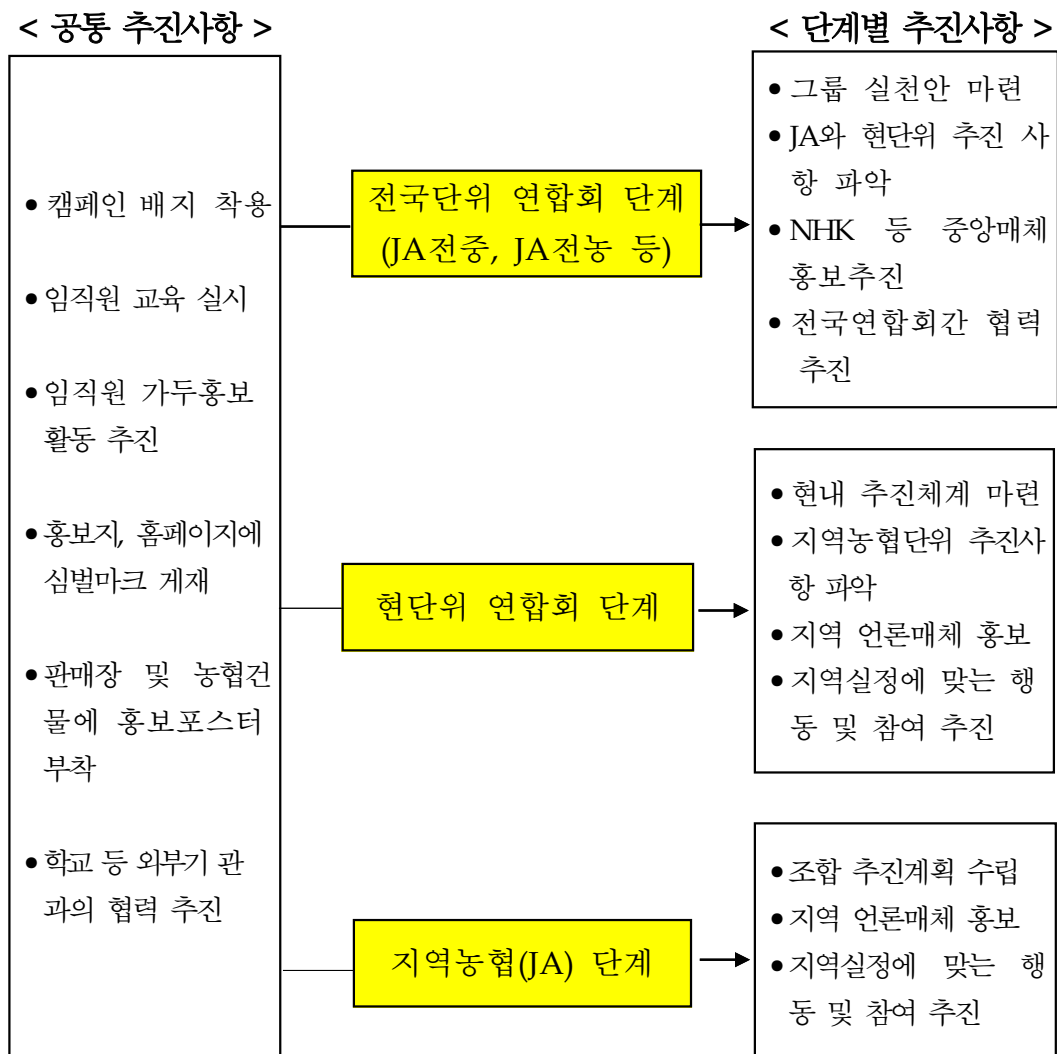 < 공통 추진사항 >
• 캠페인 배지 착용
• 임직원 교육 실시
• 임직원 가두홍보
활동 추진
• 홍보지, 홈페이지에
심벌마크 게재
• 판매장 및 농협건
물에 홍보포스터
부착
• 학교 등 외부기 관
과의 협력 추진
전국단위 연합회 단계
(JA전중, JA전농 등)
현단위 연합회 단계
지역농협(JA) 단계
< 단계별 추진사항 >
• 그룹 실천안 마련
• JA와 현단위 추진 사
항 파악
• NHK 등 중앙매체
홍보추진
• 전국연합회간 협력
추진
• 현내 추진체계 마련
• 지역농협단위 추진사
항 파악
• 지역 언론매체 홍보
• 지역실정에 맞는 행
동 및 참여 추진
• 조합 추진계획 수립
• 지역 언론매체 홍보
• 지역실정에 맞는 행
동 및 참여 추진